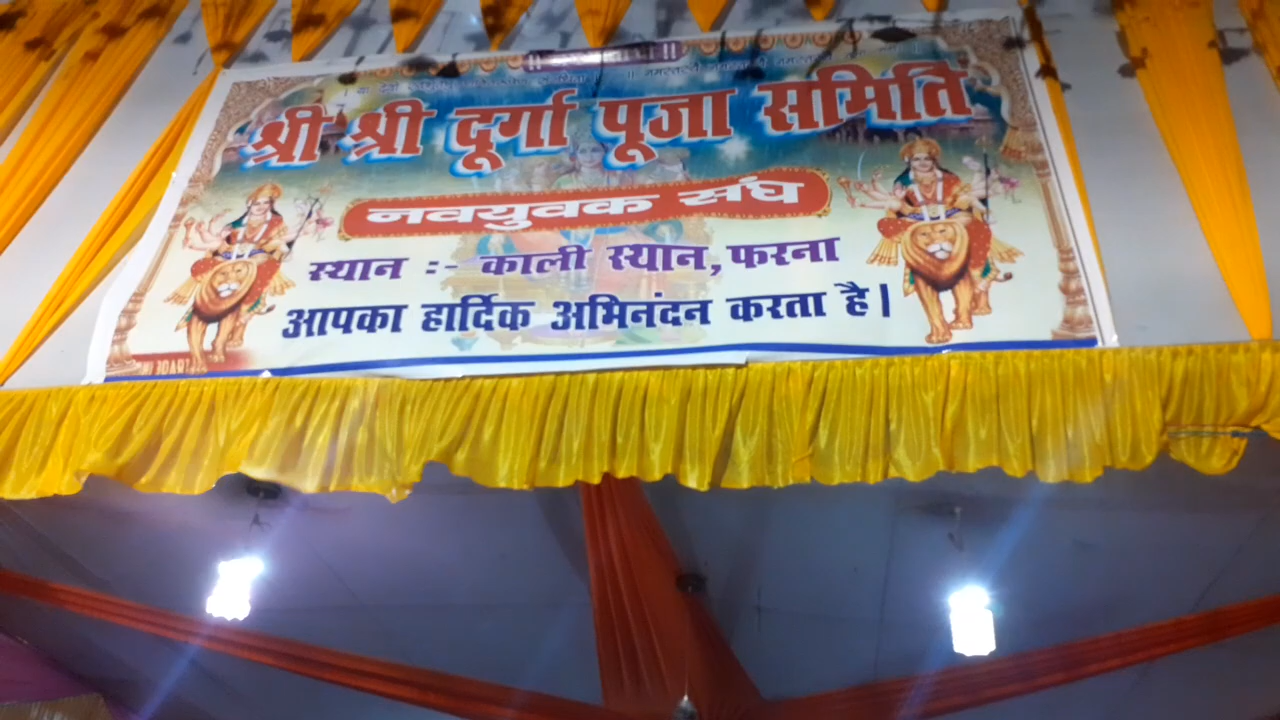 श्री श्री दूर्गा पूजा समिति
नवयुवक संघ
स्थान :- काली स्थान, फरना
आपका हार्दिक अभिनंदन करता है।